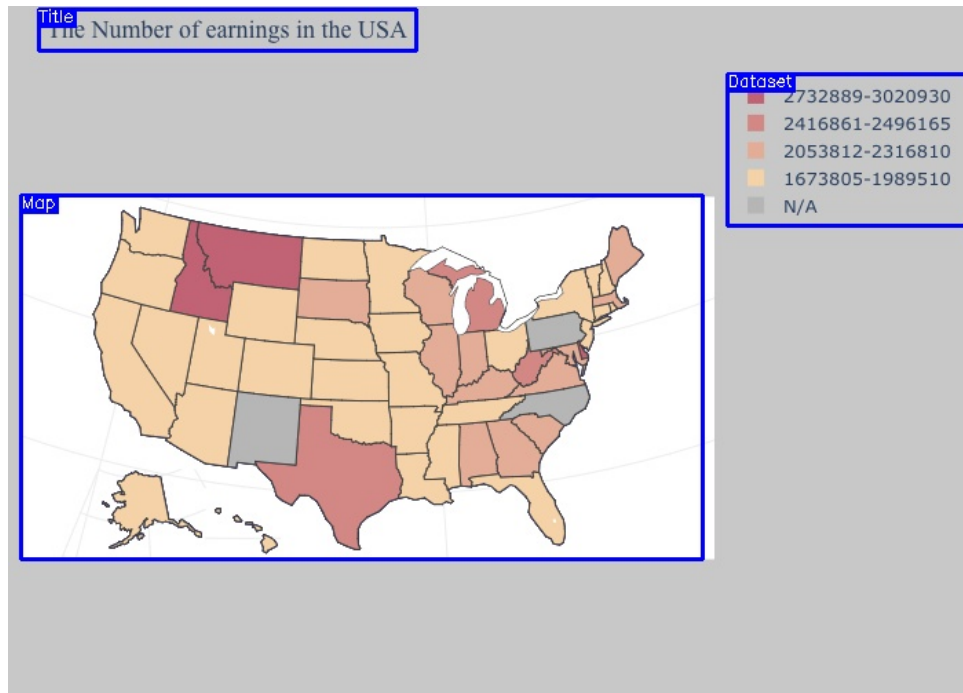 Title
The Number of earnings in the USA
Dataset
2732889-3020930
2416861-2496165
2053812-2316810
1673805-1989510
N/A
Map